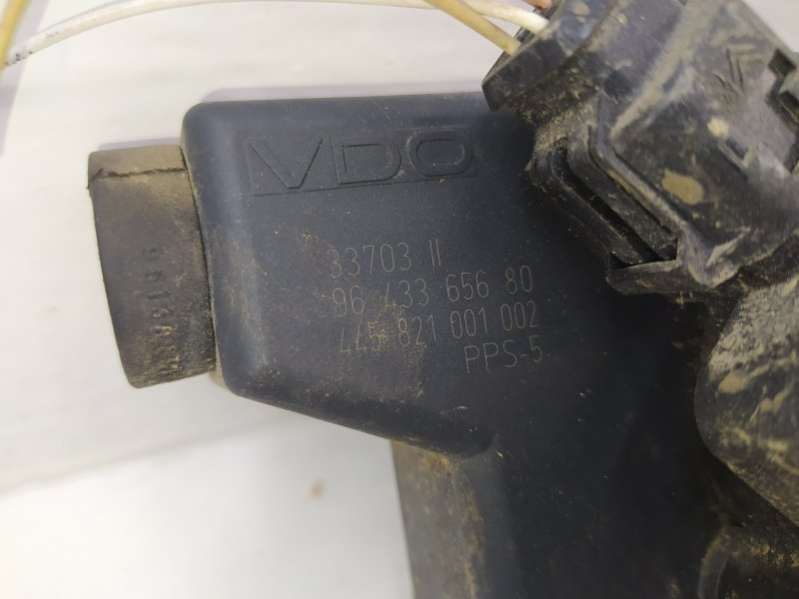 VDO
33703 II
96 433 656 80
445 821 001 002
PPS-5